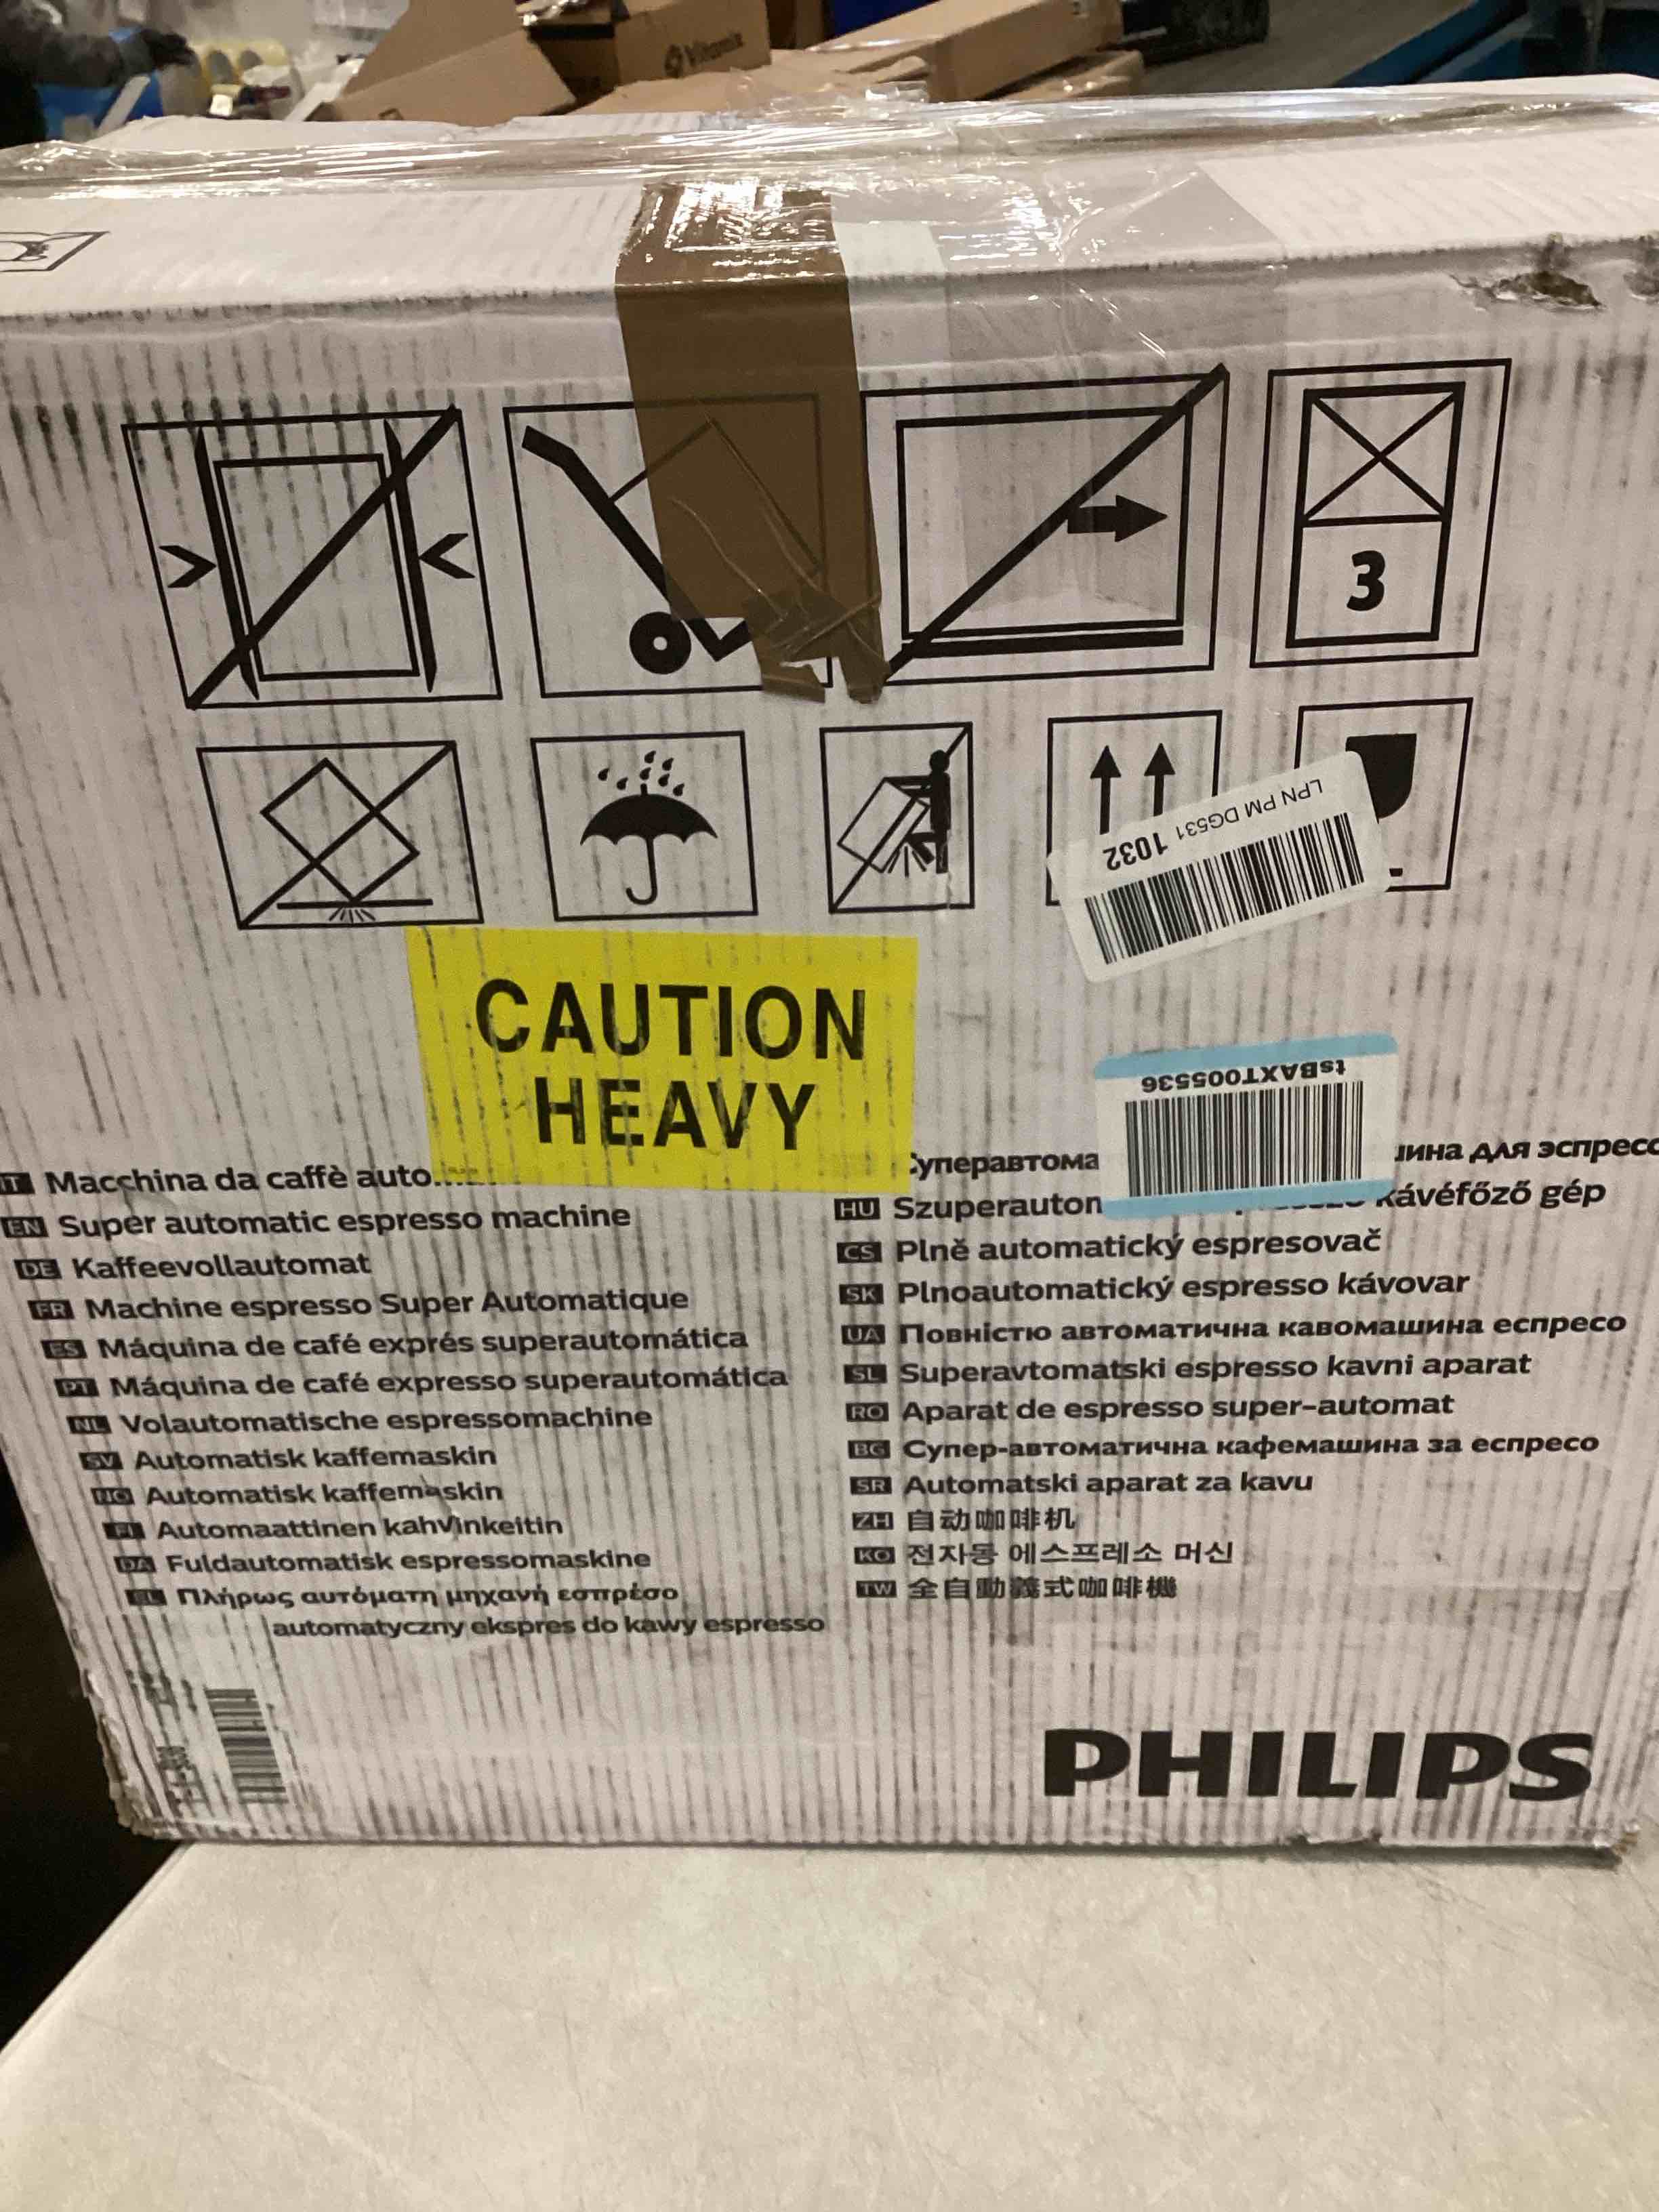 Vitamix
3
LPN PM DG531 1032
CAUTION
HEAVY
tsBAXT005536
IT Macchina da caffè auto
EN Super automatic espresso machine
DE Kaffeevollautomat
FR Machine espresso Super Automatique
ES Máquina de café exprés superautomática
PT Máquina de café expresso superautomática
NL Volautomatische espressomachine
SV Automatisk kaffemaskin
NO Automatisk kaffemaskin
FI Automaattinen kahvinkeitin
DA Fuldautomatisk espressomaskine
EL Πλήρως αυτόματη μηχανή εσπρέσο
automatyczny ekspres do kawy espresso
Суперавтома шина для эспресс
HU Szuperautom kávéfőző gép
CS Plně automatický espresovač
SK Plnoautomatický espresso kávovar
UA Повністю автоматична кавомашина еспресо
SL Superavtomatski espresso kavni aparat
RO Aparat de espresso super-automat
BG Супер-автоматична кафемашина за еспресо
SR Automatski aparat za kavu
ZH 自动咖啡机
KO 전자동 에스프레소 머신
TW 全自動義式咖啡機
PHILIPS